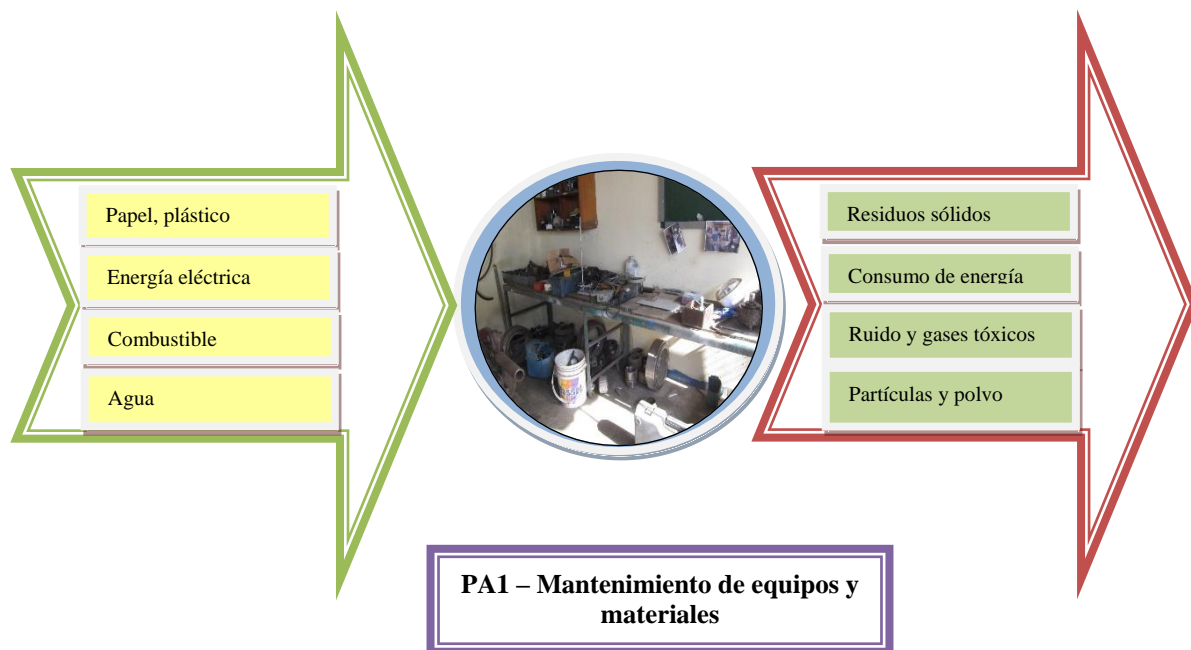 Papel, plástico
Energía eléctrica
Combustible
Agua
Residuos sólidos
Consumo de energía
Ruido y gases tóxicos
Partículas y polvo
PA1 – Mantenimiento de equipos y
materiales